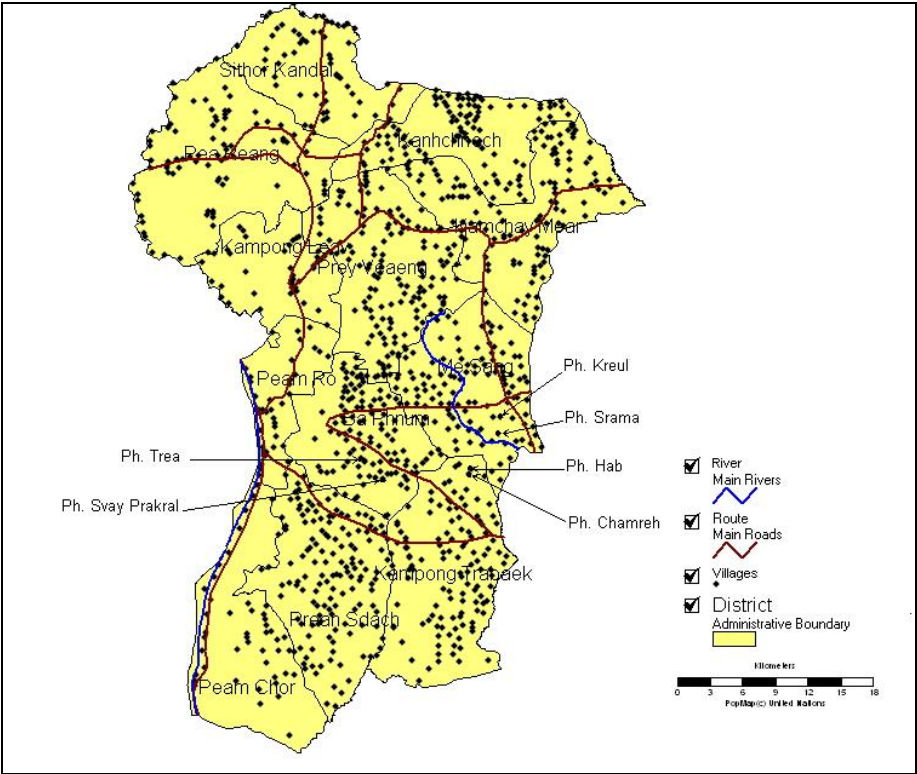 Sithor Kandal
Kanhchriech
Pea Reang
Kamchay Mear
Kampong Leav
Prey Veaeng
Me Sang
Peam Ro
Ph. Kreul
Ba Phnum
Ph. Srama
Ph. Trea
Ph. Hab
Ph. Svay Prakral
Ph. Chamreh
Kampong Trabaek
Preah Sdach
Peam Chor
River
Main Rivers
Route
Main Roads
Villages
District
Administrative Boundary
Kilometers
0 3 6 9 12 15 18
PopMap(c) United Nations